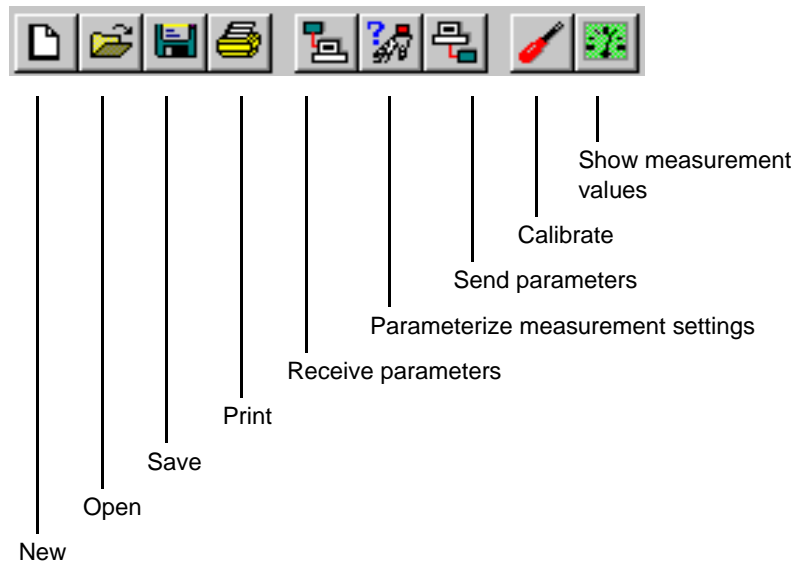 Show measurement
values
Calibrate
Send parameters
Parameterize measurement settings
Receive parameters
Print
Save
Open
New